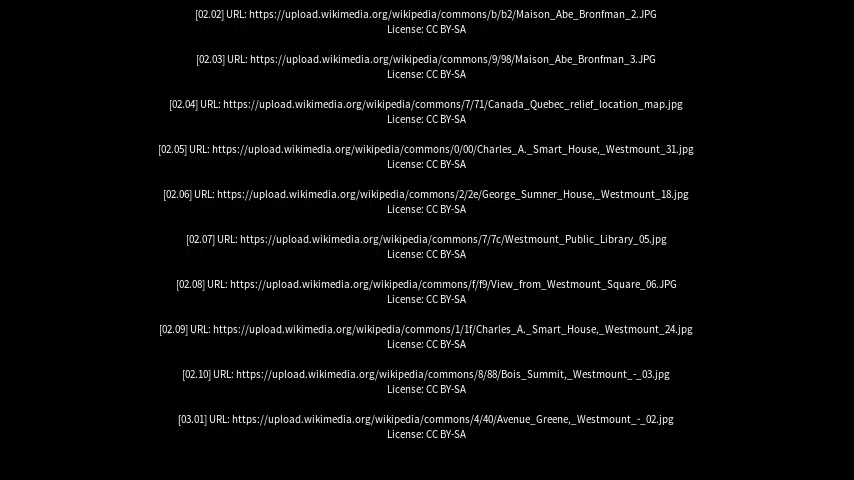 [02.02] URL: https://upload.wikimedia.org/wikipedia/commons/b/b2/Maison_Abe_Bronfman_2.JPG
License: CC BY-SA
[02.03] URL: https://upload.wikimedia.org/wikipedia/commons/9/98/Maison_Abe_Bronfman_3.JPG
License: CC BY-SA
[02.04] URL: https://upload.wikimedia.org/wikipedia/commons/7/71/Canada_Quebec_relief_location_map.jpg
License: CC BY-SA
[02.05] URL: https://upload.wikimedia.org/wikipedia/commons/0/00/Charles_A._Smart_House,_Westmount_31.jpg
License: CC BY-SA
[02.06] URL: https://upload.wikimedia.org/wikipedia/commons/2/2e/George_Sumner_House,_Westmount_18.jpg
License: CC BY-SA
[02.07] URL: https://upload.wikimedia.org/wikipedia/commons/7/7c/Westmount_Public_Library_05.jpg
License: CC BY-SA
[02.08] URL: https://upload.wikimedia.org/wikipedia/commons/f/f9/View_from_Westmount_Square_06.JPG
License: CC BY-SA
[02.09] URL: https://upload.wikimedia.org/wikipedia/commons/1/1f/Charles_A._Smart_House,_Westmount_24.jpg
License: CC BY-SA
[02.10] URL: https://upload.wikimedia.org/wikipedia/commons/8/88/Bois_Summit,_Westmount_-_03.jpg
License: CC BY-SA
[03.01] URL: https://upload.wikimedia.org/wikipedia/commons/4/40/Avenue_Greene,_Westmount_-_02.jpg
License: CC BY-SA